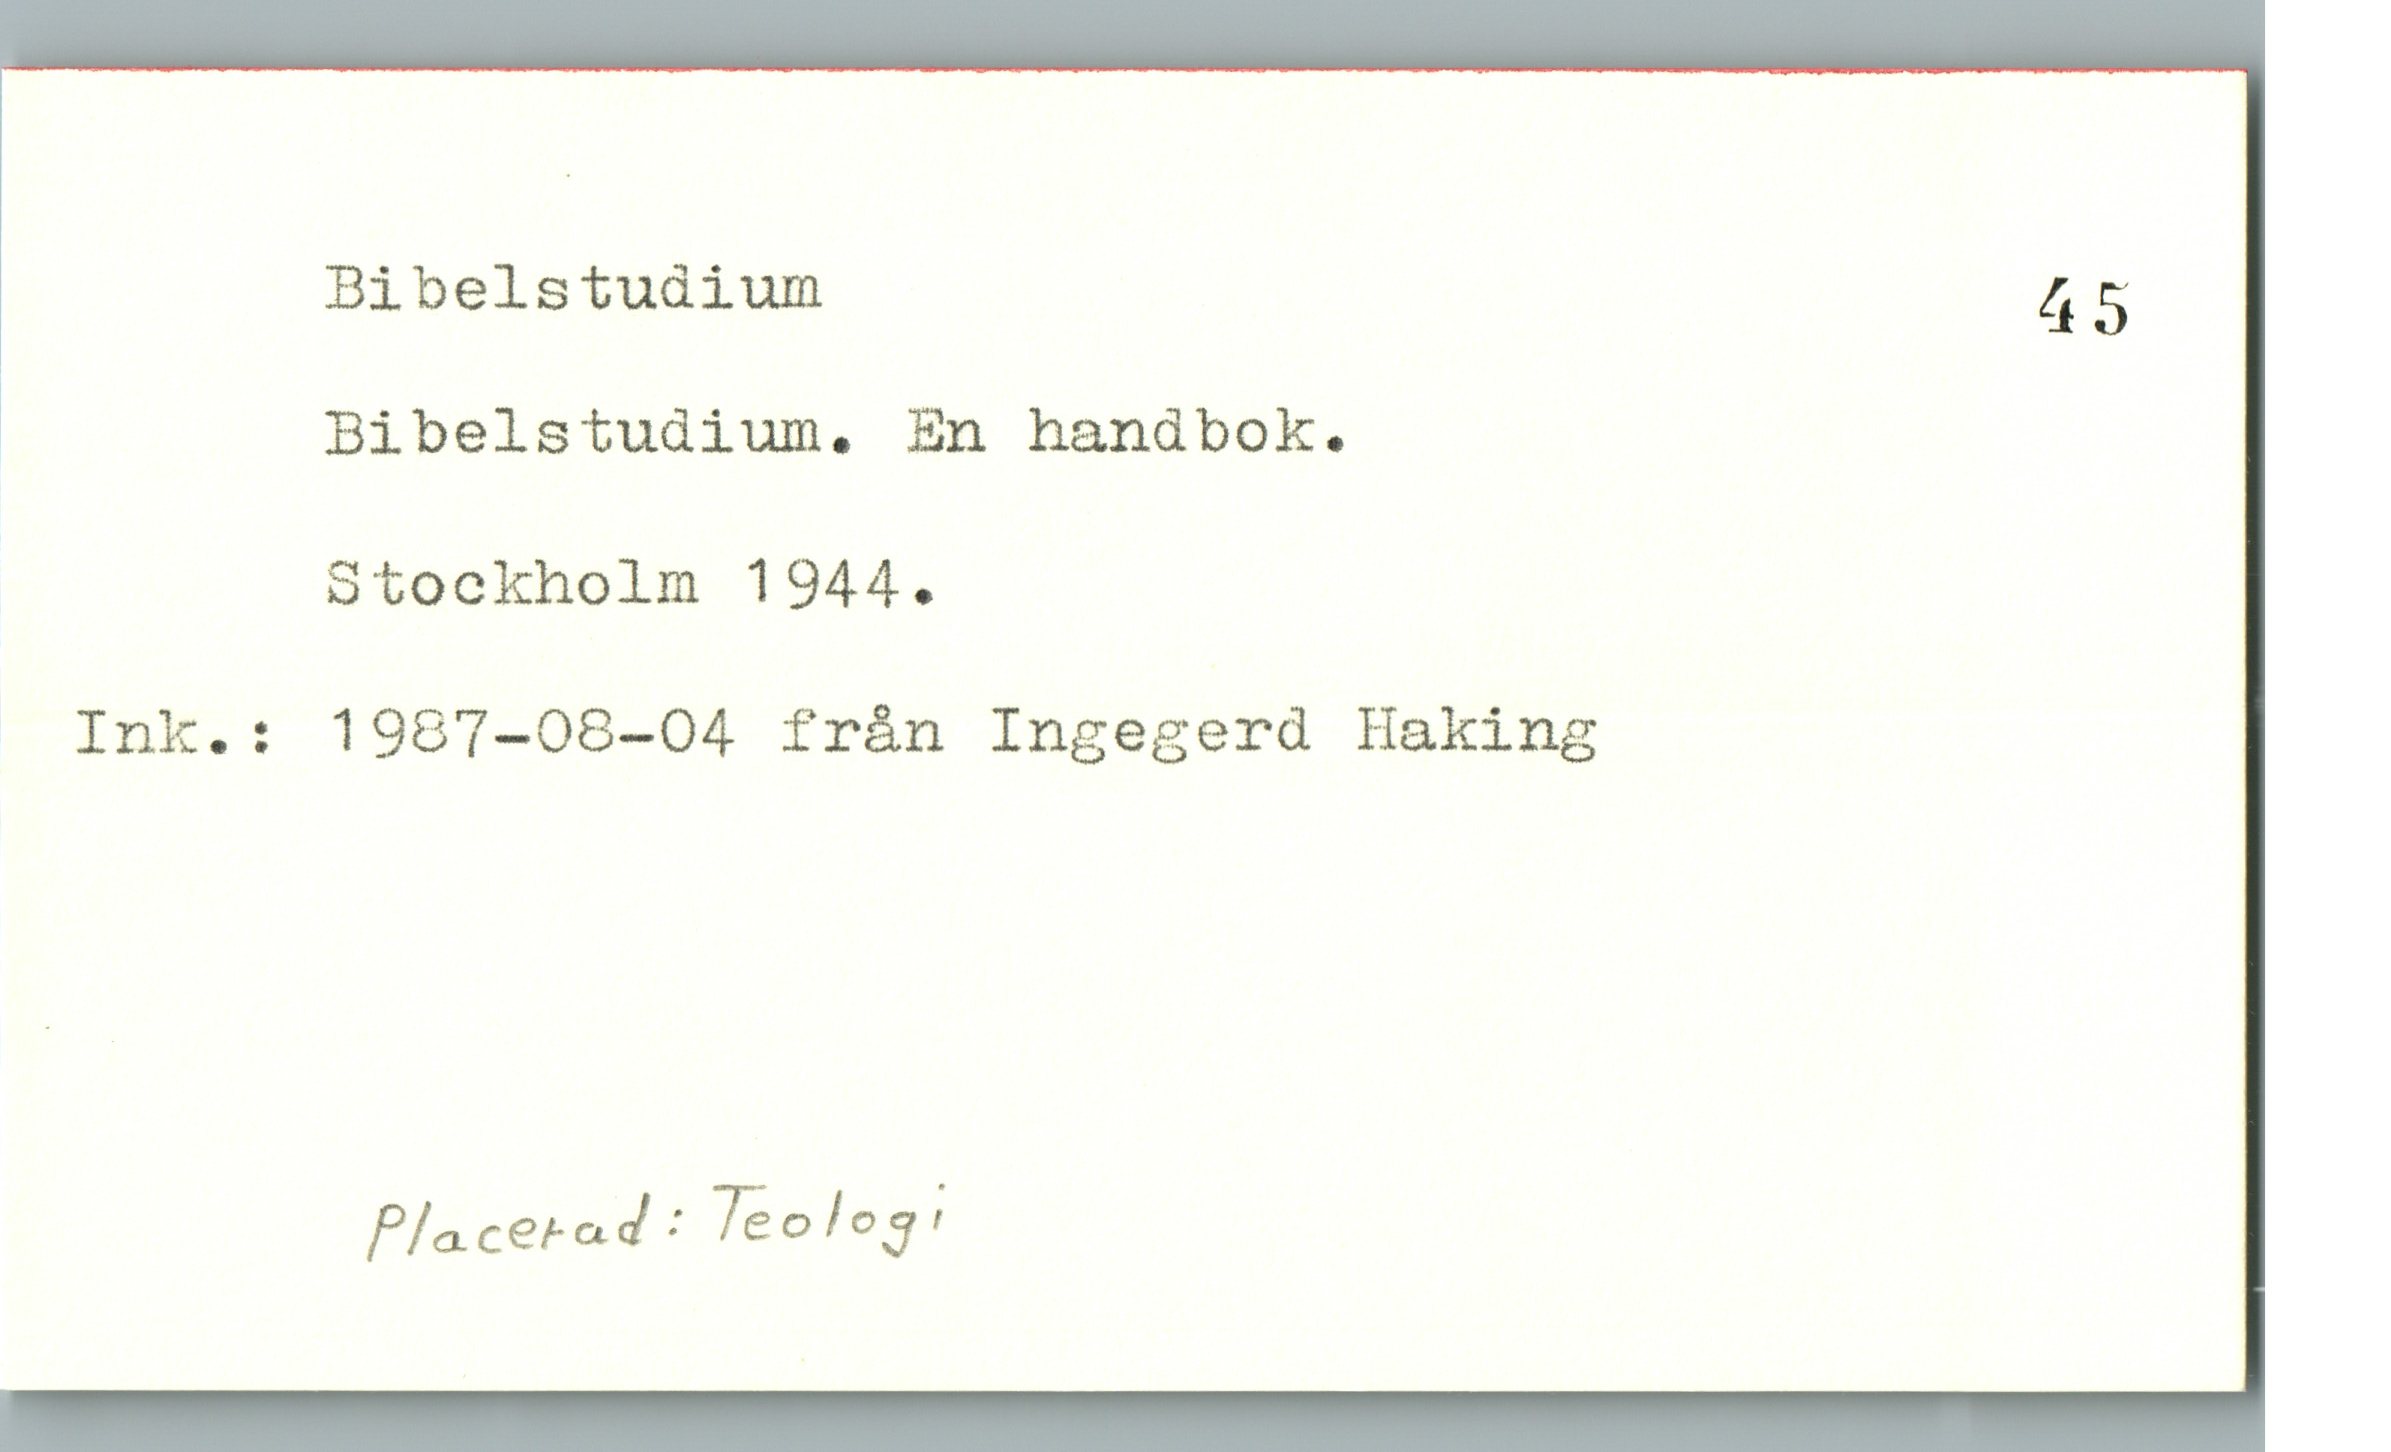 Bibelstudium 45
Bibelstudium. En handbok.
Stockholm 1944.
Ink.: 1987-08-04 från Ingegerd Haking
Placerad: Teologi